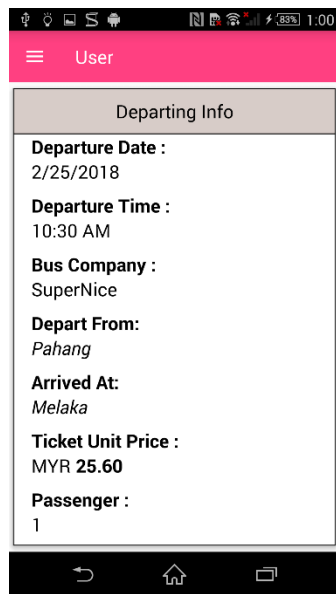 83% 1:00
User
Departing Info
Departure Date :
2/25/2018
Departure Time :
10:30 AM
Bus Company :
SuperNice
Depart From:
Pahang
Arrived At:
Melaka
Ticket Unit Price :
MYR 25.60
Passenger :
1